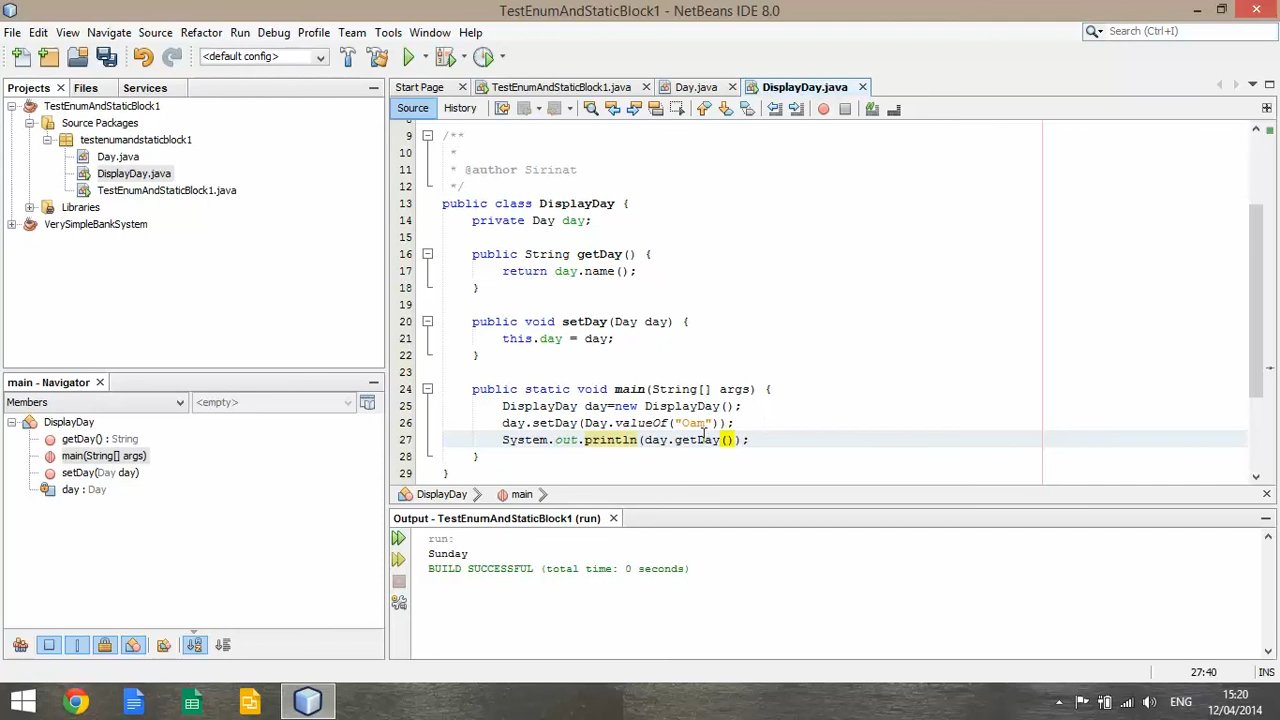 TestEnumAndStaticBlock1 - NetBeans IDE 8.0
File Edit View Navigate Source Refactor Run Debug Profile Team Tools Window Help
Search (Ctrl+I)
<default config>
Projects Files Services
Start Page TestEnumAndStaticBlock1.java Day.java DisplayDay.java
Source History
TestEnumAndStaticBlock1
Source Packages
testenumandstaticblock1
Day.java
DisplayDay.java
TestEnumAndStaticBlock1.java
Libraries
VerySimpleBankSystem
main - Navigator
Members <empty>
DisplayDay
getDay() : String
main(String[] args)
setDay(Day day)
day : Day
9 /**
10 *
11 * @author Sirinat
12 */
13 public class DisplayDay {
14 private Day day;
15
16 public String getDay() {
17 return day.name();
18 }
19
20 public void setDay(Day day) {
21 this.day = day;
22 }
23
24 public static void main(String[] args) {
25 DisplayDay day=new DisplayDay();
26 day.setDay(Day.valueOf("Oam"));
27 System.out.println(day.getDay());
28 }
29 }
DisplayDay main
Output - TestEnumAndStaticBlock1 (run)
run:
Sunday
BUILD SUCCESSFUL (total time: 0 seconds)
27:40 INS
ENG
15:20
12/04/2014